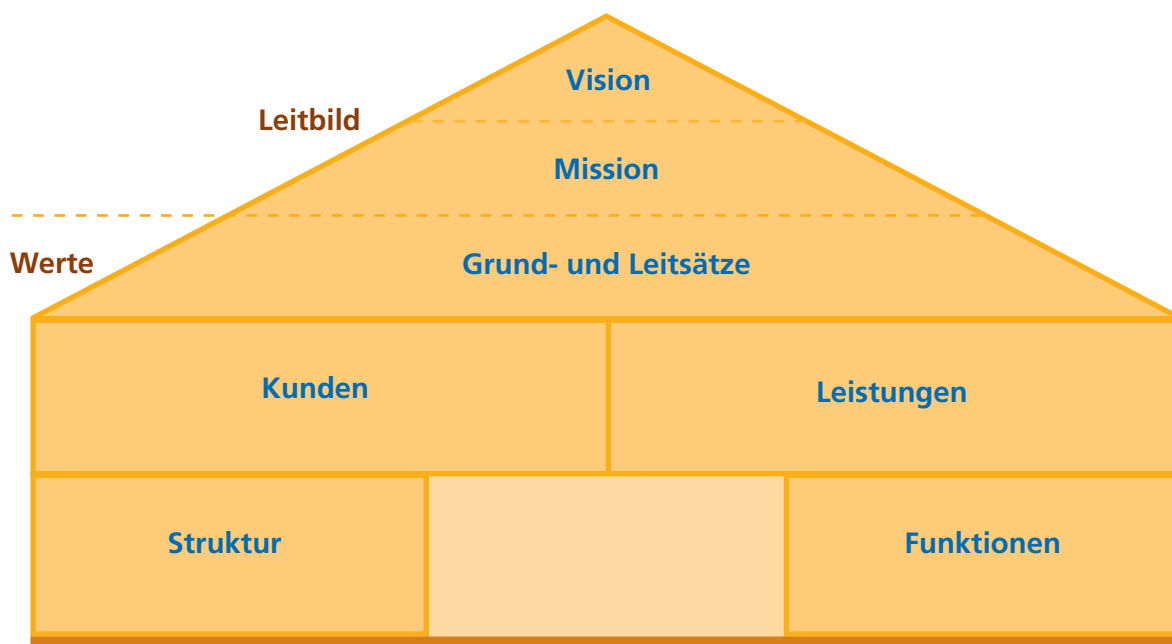 Vision
Leitbild
Mission
Werte
Grund- und Leitsätze
Kunden
Leistungen
Struktur
Funktionen